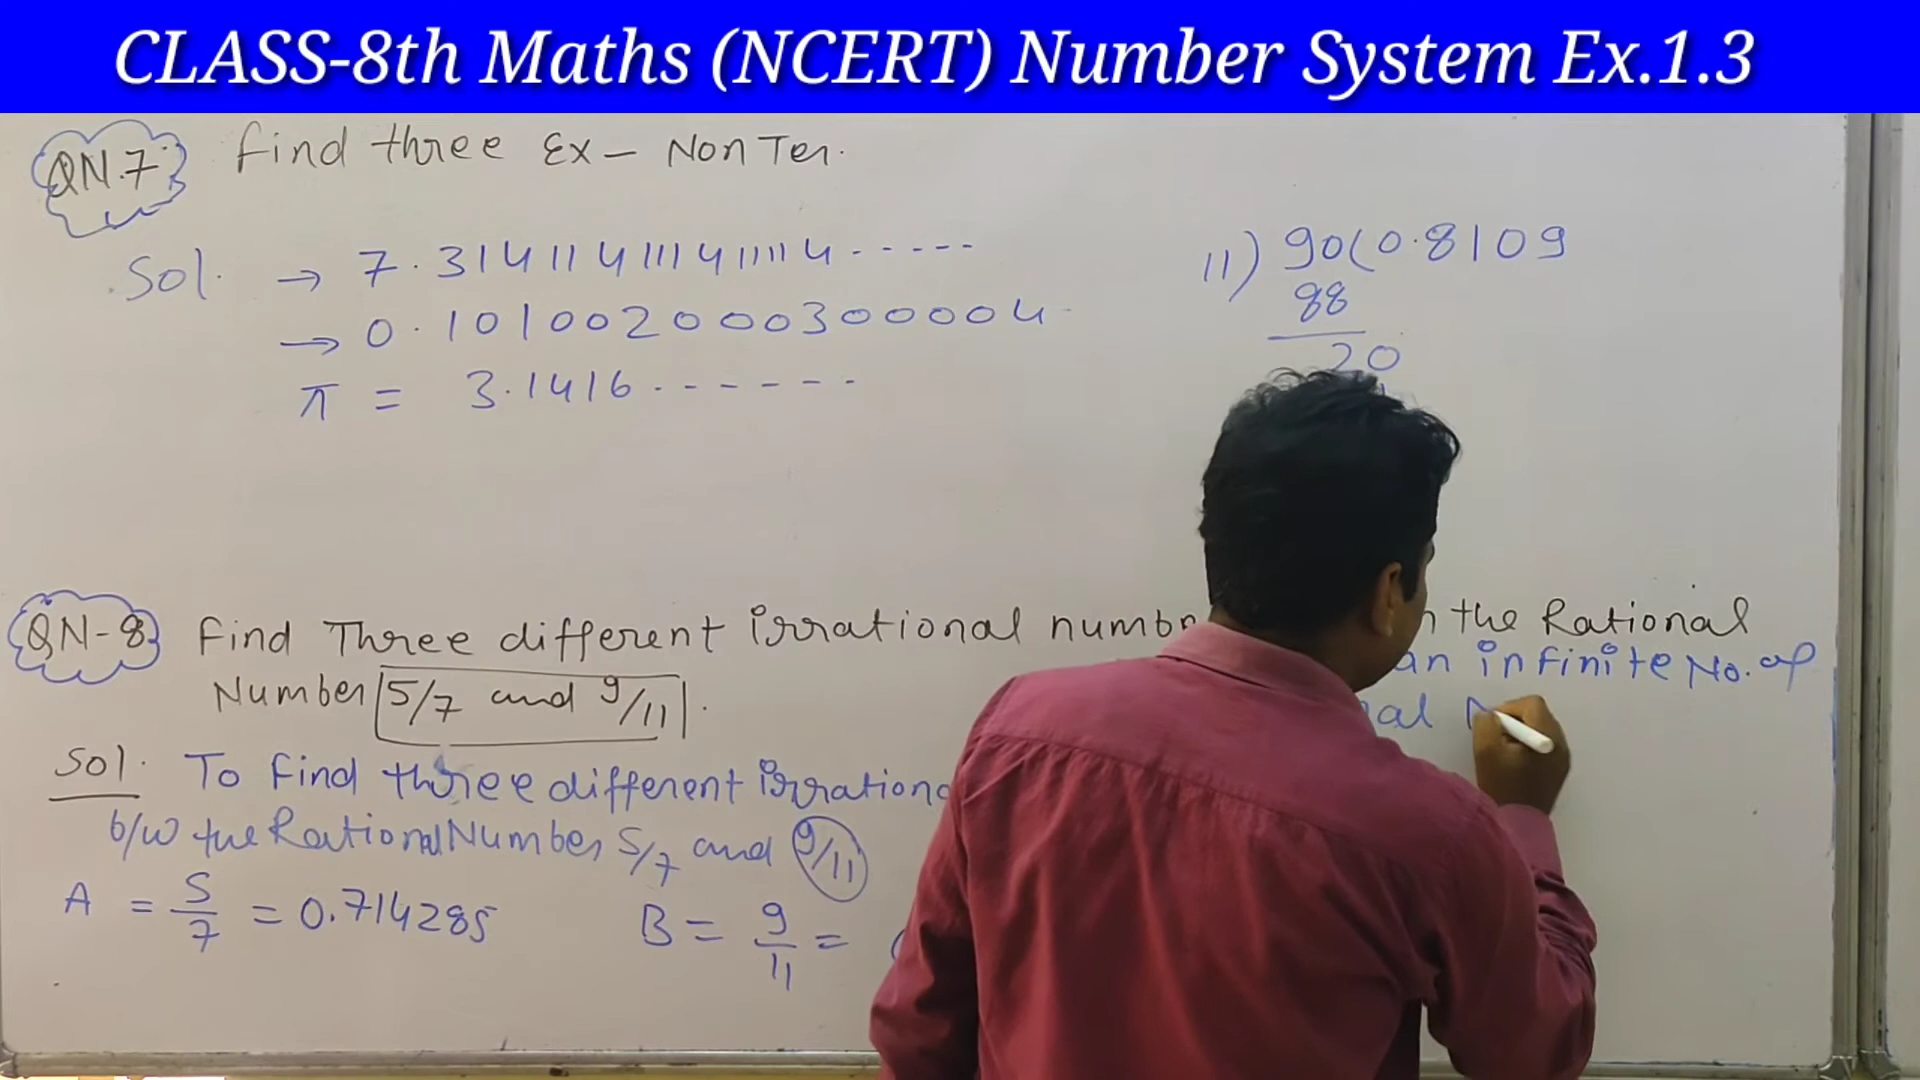 CLASS-8th Maths (NCERT) Number System Ex.1.3
QN.7 Find three Ex- Non Ter.
Sol. → 7.314114111411114.-----
→ 0.101002000300004
π = 3.1416------
11) 90(0.8109
88
20
QN-8 Find Three different irrational the Rational
Number 5/7 and 9/11.
an infinite No. of
Sol. To Find three different
b/w the Rational Number 5/7 and 9/11
A = 5/7 = 0.714285 B = 9/11 =